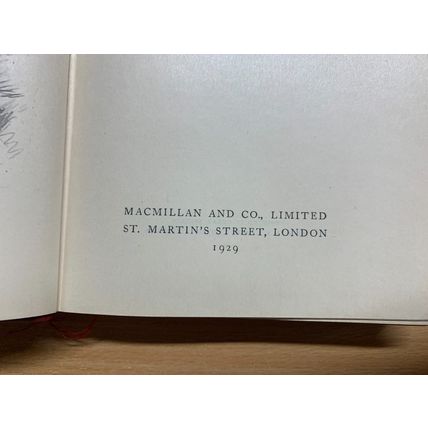 MACMILLAN AND CO., LIMITED
ST. MARTIN'S STREET, LONDON
1929